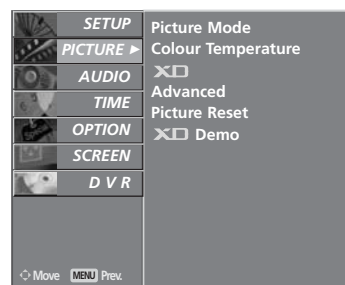 SETUP
PICTURE ►
AUDIO
TIME
OPTION
SCREEN
D V R
Move MENU Prev.
Picture Mode
Colour Temperature
XD
Advanced
Picture Reset
XD Demo